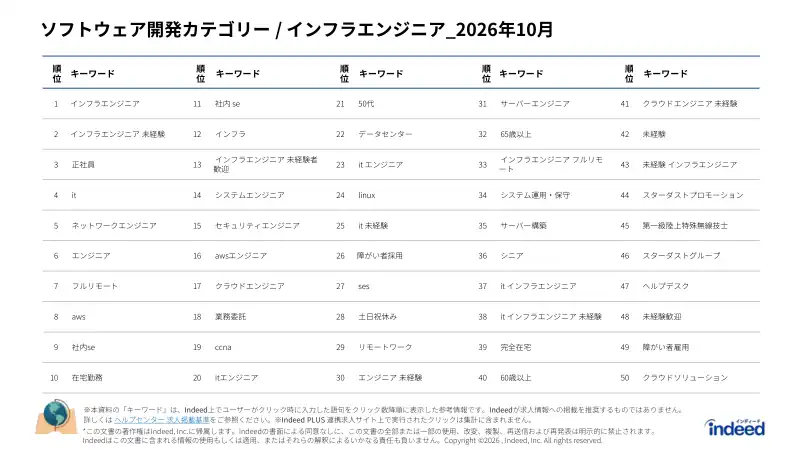 ソフトウェア開発カテゴリー / インフラエンジニア_2026年10月
順位 キーワード 順位 キーワード 順位 キーワード 順位 キーワード 順位 キーワード
1 インフラエンジニア 11 社内 se 21 50代 31 サーバーエンジニア 41 クラウドエンジニア 未経験
2 インフラエンジニア 未経験 12 インフラ 22 データセンター 32 65歳以上 42 未経験
3 正社員 13 インフラエンジニア 未経験者歓迎 23 it エンジニア 33 インフラエンジニア フルリモート 43 未経験 インフラエンジニア
4 it 14 システムエンジニア 24 linux 34 システム運用・保守 44 スターダストプロモーション
5 ネットワークエンジニア 15 セキュリティエンジニア 25 it 未経験 35 サーバー構築 45 第一級陸上特殊無線技士
6 エンジニア 16 awsエンジニア 26 障がい者採用 36 シニア 46 スターダストグループ
7 フルリモート 17 クラウドエンジニア 27 ses 37 it インフラエンジニア 47 ヘルプデスク
8 aws 18 業務委託 28 土日祝休み 38 it インフラエンジニア 未経験 48 未経験歓迎
9 社内se 19 ccna 29 リモートワーク 39 完全在宅 49 障がい者雇用
10 在宅勤務 20 itエンジニア 30 エンジニア 未経験 40 60歳以上 50 クラウドソリューション
※本資料の「キーワード」は、Indeed上でユーザーがクリック時に入力した語句をクリック数降順に表示した参考情報です。Indeedが求人情報への掲載を推奨するものではありません。
詳しくは ヘルプセンター 求人掲載基準をご参照ください。※Indeed PLUS 連携求人サイト上で実行されたクリックは集計に含まれません。
*この文書の著作権はIndeed,Inc.に帰属します。Indeedの書面による同意なしに、この文書の全部または一部の使用、改変、複製、再送信および再発表は明示的に禁止されます。
Indeedはこの文書に含まれる情報の使用もしくは適用、またはそれらの解釈によるいかなる責任も負いません。Copyright ©2026 , Indeed, Inc. All rights reserved.
インディード
indeed